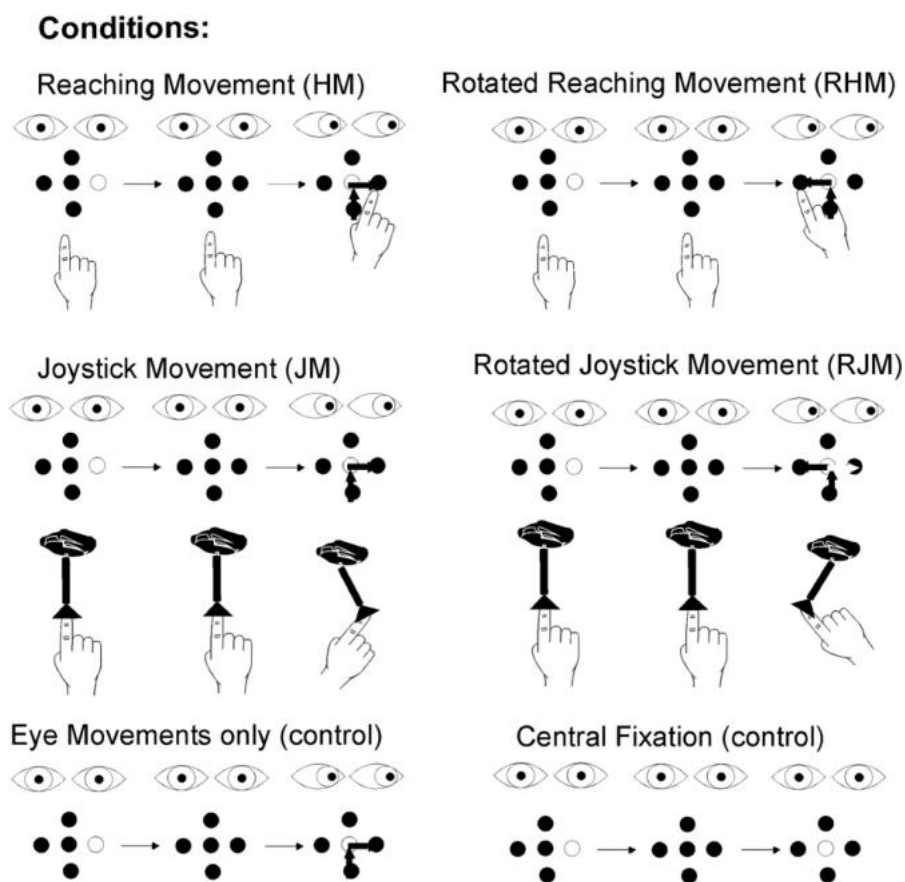 Conditions:
Reaching Movement (HM)
Rotated Reaching Movement (RHM)
Joystick Movement (JM)
Rotated Joystick Movement (RJM)
Eye Movements only (control)
Central Fixation (control)